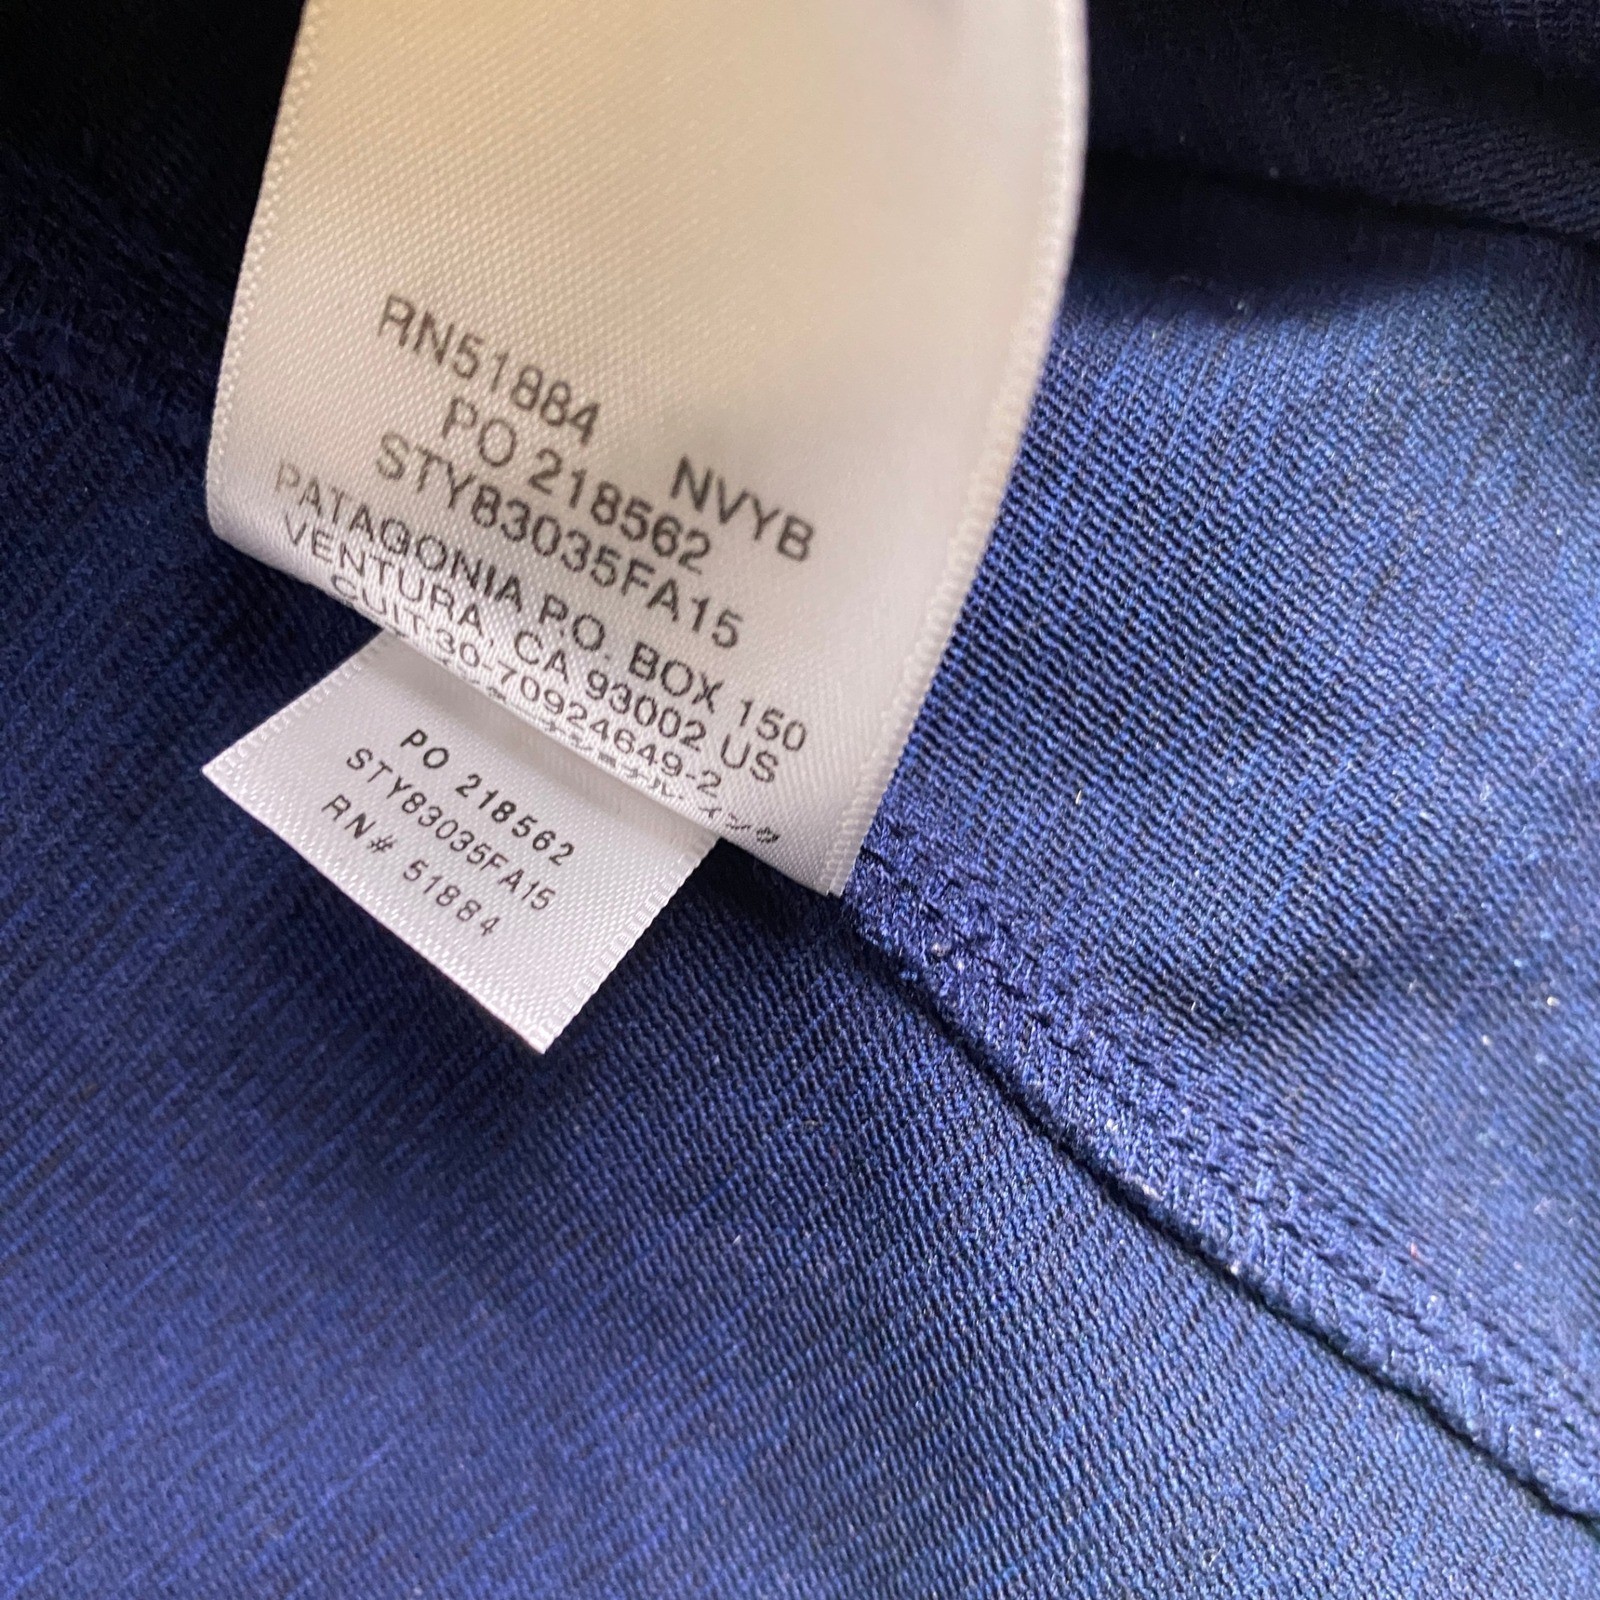 RN51884 NVYB
PO 218562
STY83035FA15
PATAGONIA P.O. BOX 150
VENTURA, CA 93002 US
CUIT:30-70924649-2
PO 218562
STY83035FA15
RN# 51884